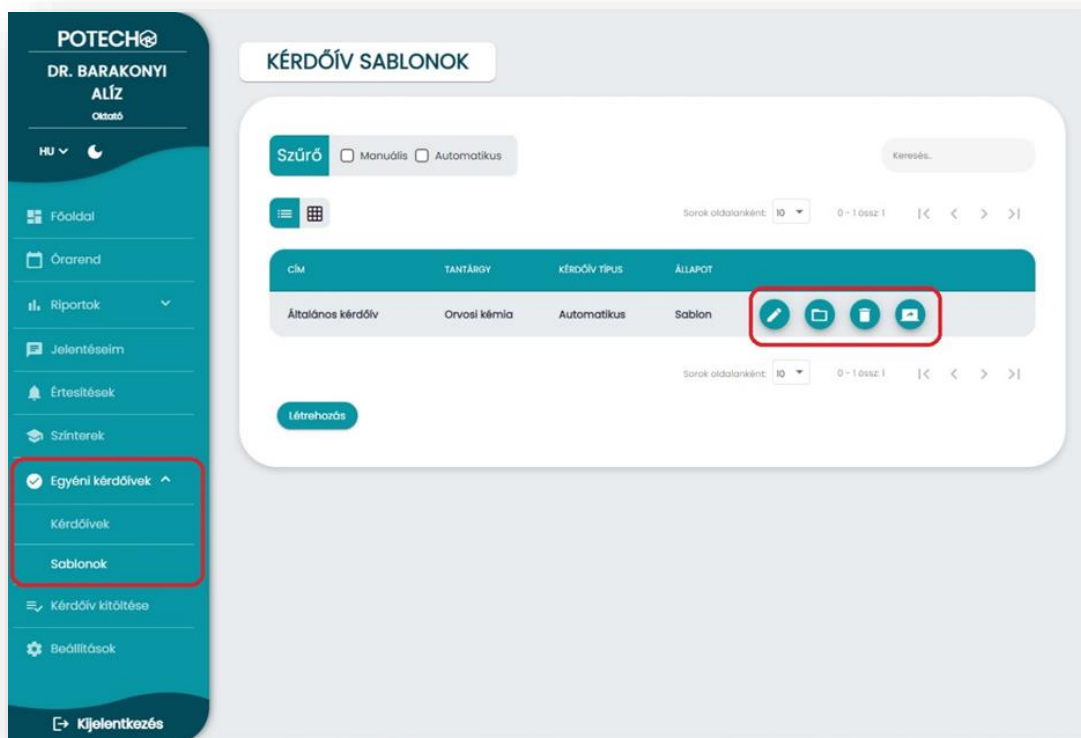 POTECHO
DR. BARAKONYI
ALÍZ
Oktató
HU
Főoldal
Órarend
Riportok
Jelentéseim
Értesítések
Színterek
Egyéni kérdőívek
Kérdőívek
Sablonok
Kérdőív kitöltése
Beállítások
Kijelentkezés
KÉRDŐÍV SABLONOK
Szűrő Manuális Automatikus
Keresés..
Sorok oldalanként: 10 0 - 1 össz: 1
CÍM TANTÁRGY KÉRDŐÍV TÍPUS ÁLLAPOT
Általános kérdőív Orvosi kémia Automatikus Sablon
Sorok oldalanként: 10 0 - 1 össz: 1
Létrehozás